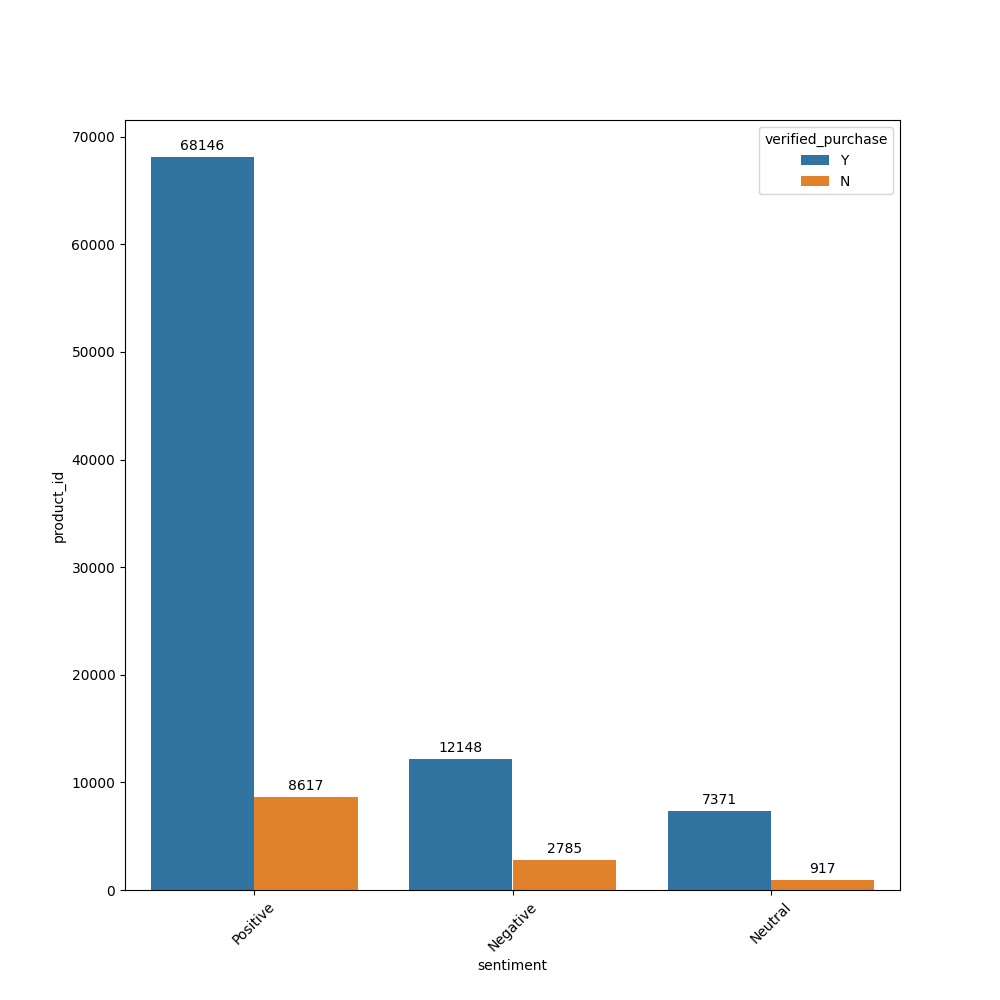 70000
60000
50000
40000
30000
20000
10000
0
product_id
68146
8617
12148
2785
7371
917
verified_purchase
Y
N
Positive
Negative
Neutral
sentiment